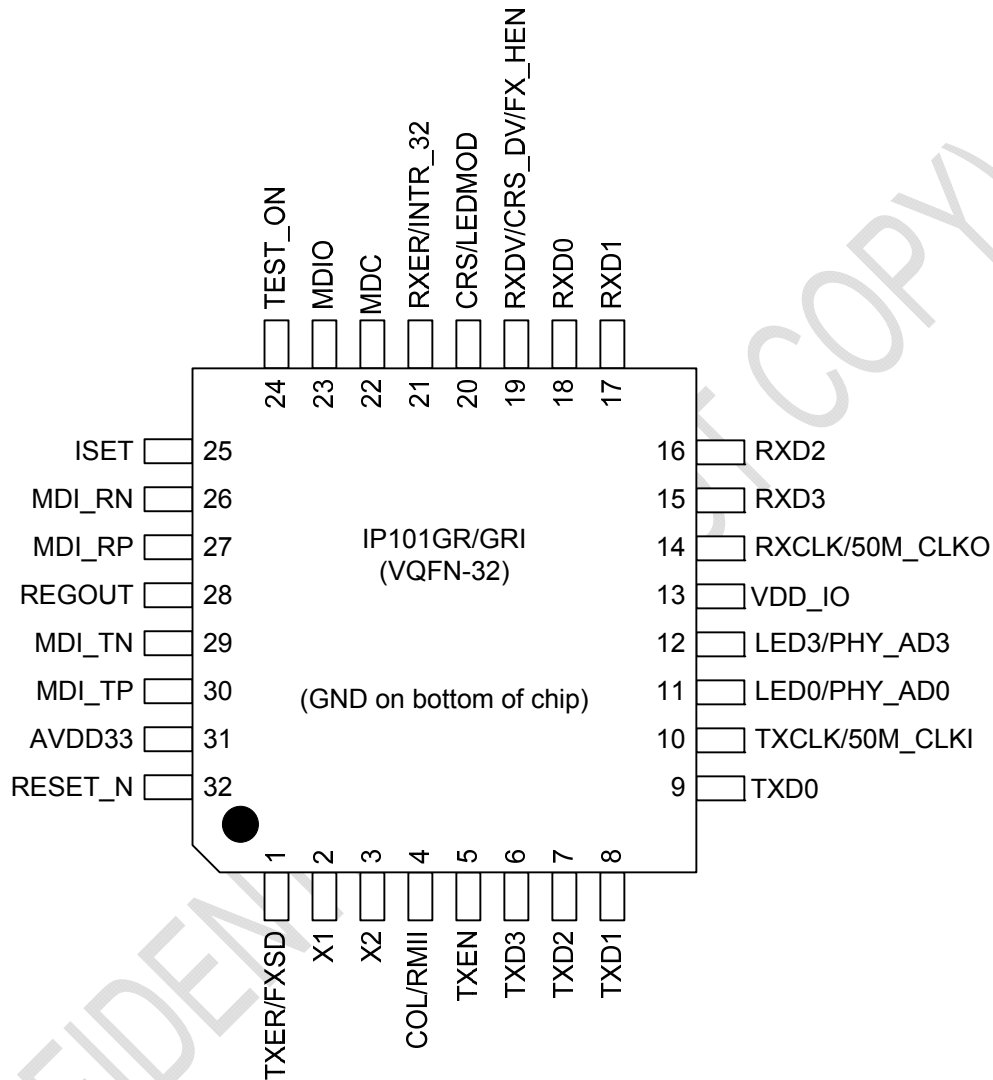 TEST_ON
MDIO
MDC
RXER/INTR_32
CRS/LEDMOD
RXDV/CRS_DV/FX_HEN
RXD0
RXD1
24
23
22
21
20
19
18
17
ISET
25
MDI_RN
26
MDI_RP
27
REGOUT
28
MDI_TN
29
MDI_TP
30
AVDD33
31
RESET_N
32
IP101GR/GRI
(VQFN-32)
(GND on bottom of chip)
16
RXD2
15
RXD3
14
RXCLK/50M_CLKO
13
VDD_IO
12
LED3/PHY_AD3
11
LED0/PHY_AD0
10
TXCLK/50M_CLKI
9
TXD0
1
2
3
4
5
6
7
8
TXER/FXSD
X1
X2
COL/RMII
TXEN
TXD3
TXD2
TXD1
COPY)